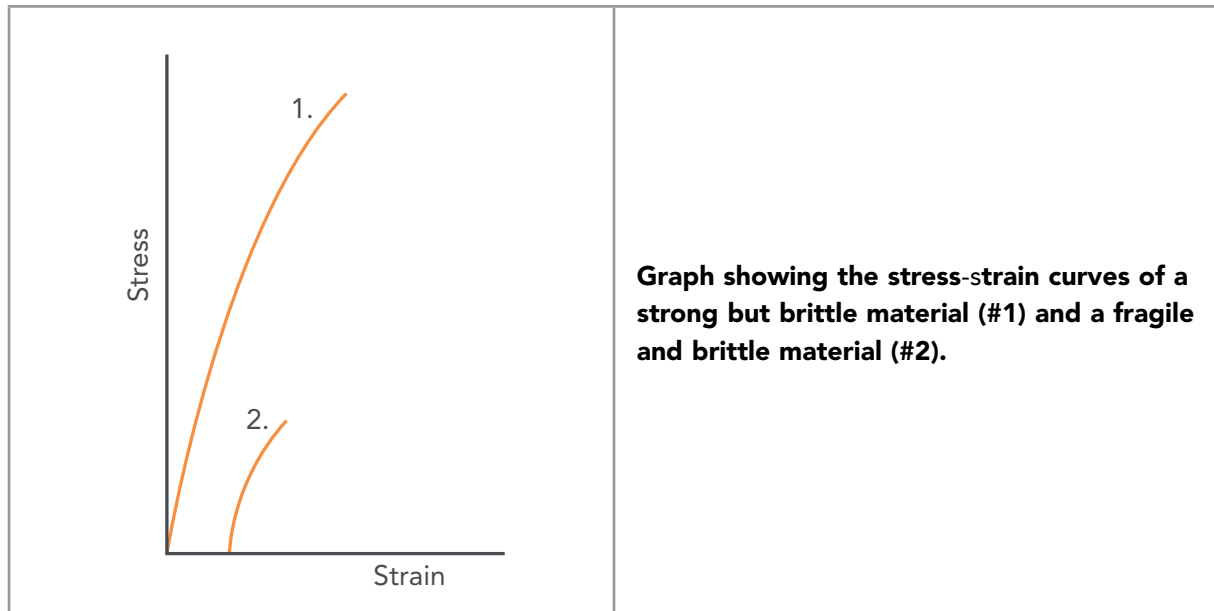 1.
Stress
2.
Strain
Graph showing the stress-strain curves of a
strong but brittle material (#1) and a fragile
and brittle material (#2).